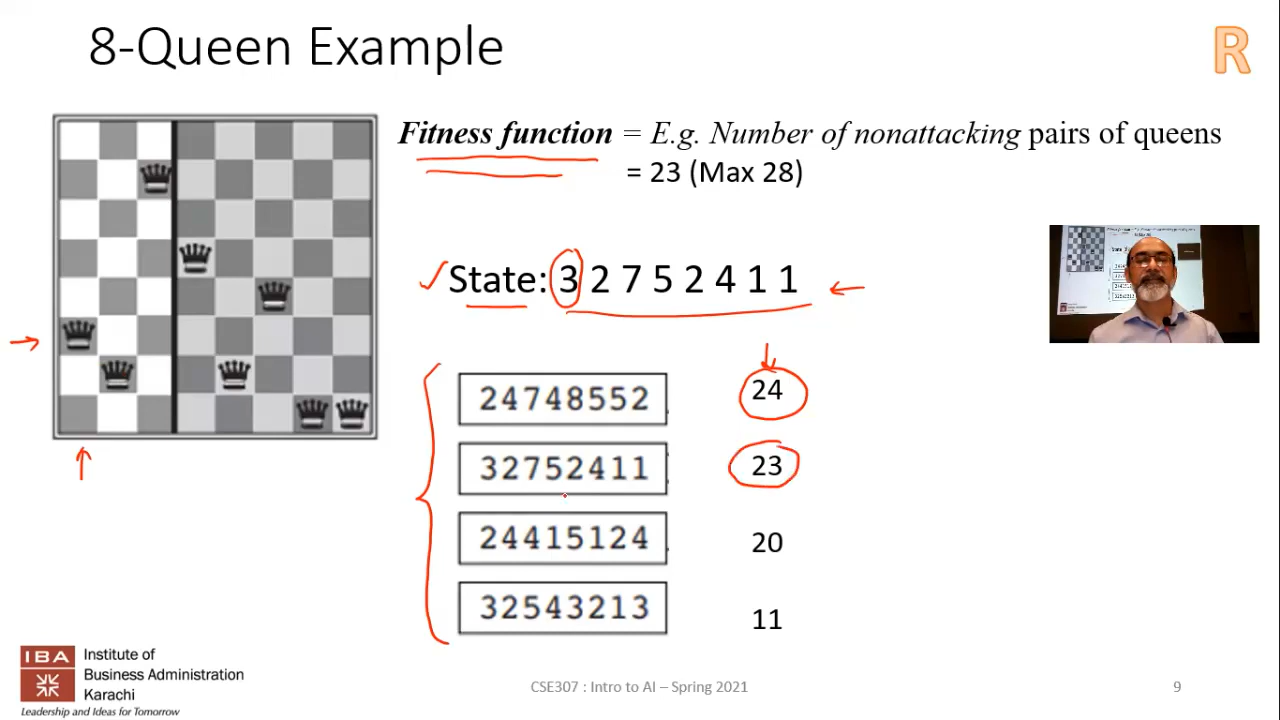 8-Queen Example
R
Fitness function = E.g. Number of nonattacking pairs of queens
= 23 (Max 28)
State: 3 2 7 5 2 4 1 1
24748552 24
32752411 23
24415124 20
32543213 11
IBA
Institute of
Business Administration
Karachi
Leadership and Ideas for Tomorrow
CSE307 : Intro to AI – Spring 2021
9